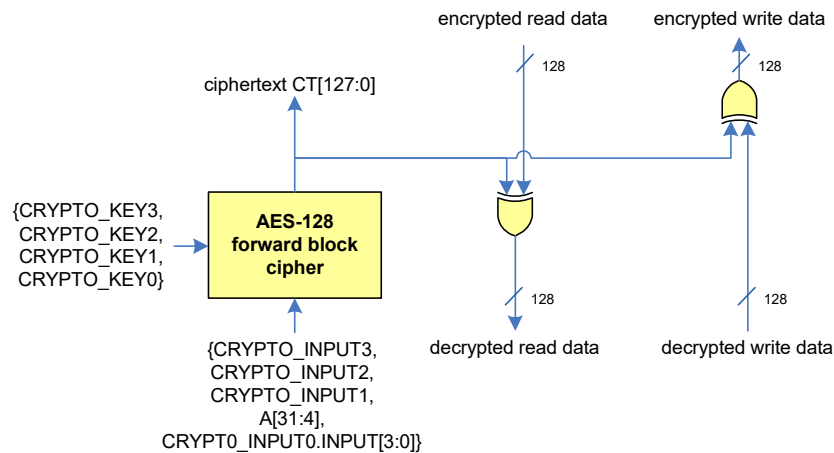 encrypted read data
encrypted write data
128
128
ciphertext CT[127:0]
{CRYPTO_KEY3,
CRYPTO_KEY2,
CRYPTO_KEY1,
CRYPTO_KEY0}
AES-128
forward block
cipher
128
128
{CRYPTO_INPUT3,
CRYPTO_INPUT2,
CRYPTO_INPUT1,
A[31:4],
CRYPT0_INPUT0.INPUT[3:0]}
decrypted read data
decrypted write data